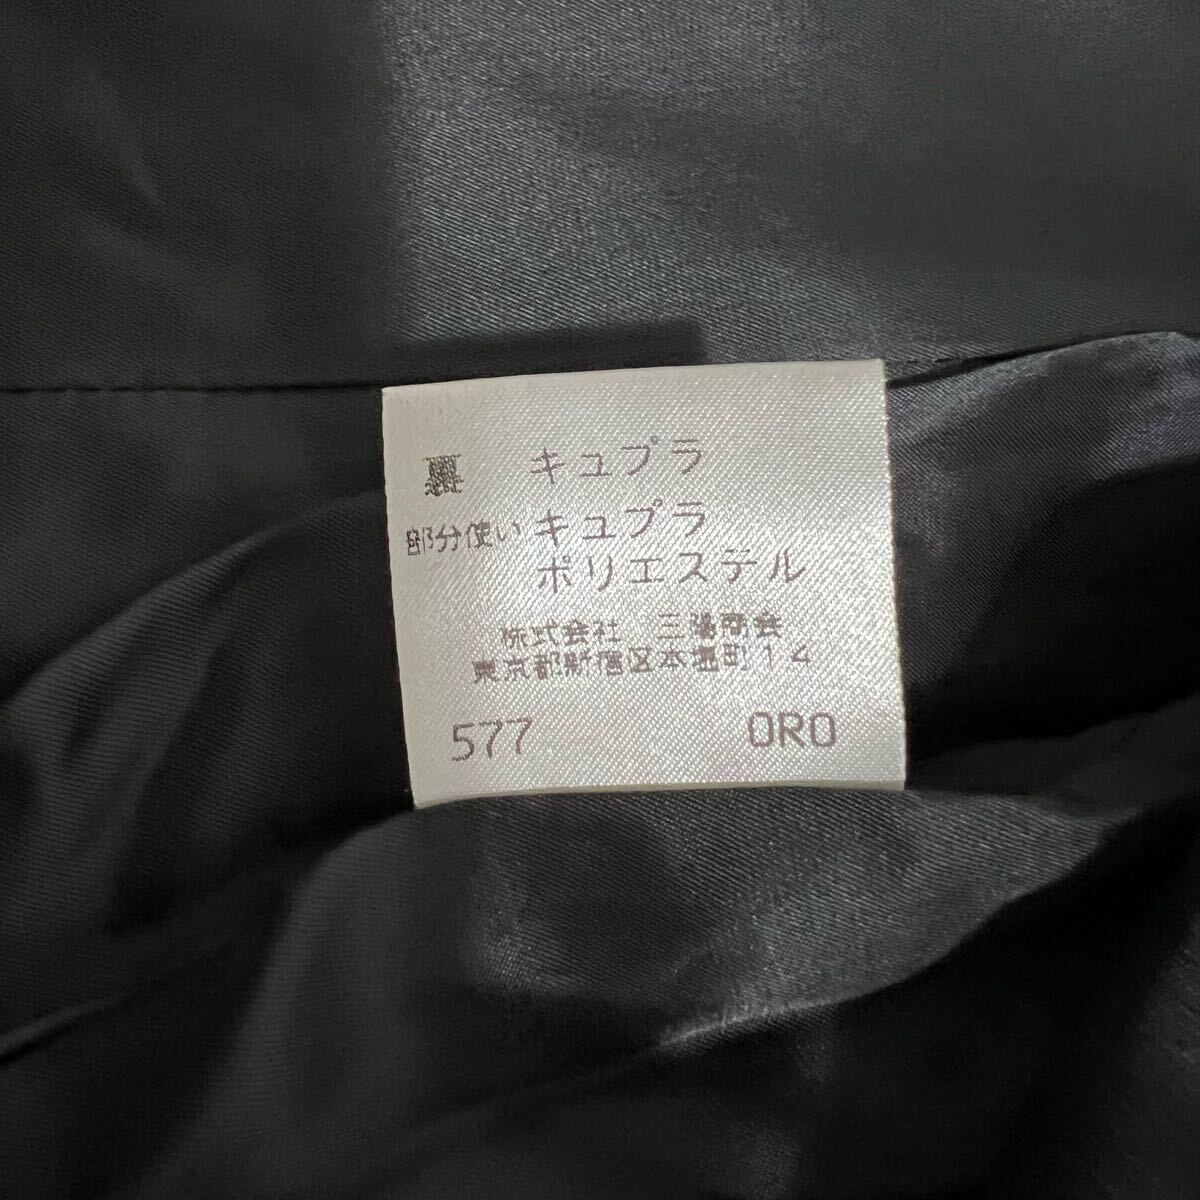 裏 キュプラ
部分使い キュプラ
ポリエステル
株式会社 三陽商会
東京都新宿区本塩町14
577 ORO